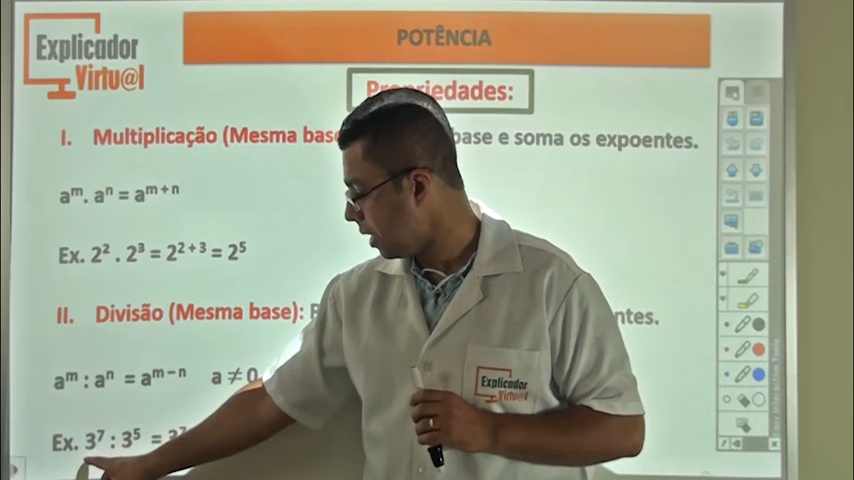 Explicador
Virtu@l
POTÊNCIA
Propriedades:
I. Multiplicação (Mesma base base e soma os expoentes.
aᵐ. aⁿ = aᵐ⁺ⁿ
Ex. 2² . 2³ = 2²⁺³ = 2⁵
II. Divisão (Mesma base):
aᵐ : aⁿ = aᵐ⁻ⁿ a ≠ 0
Ex. 3⁷ : 3⁵ =
Explicador
Virtu@l